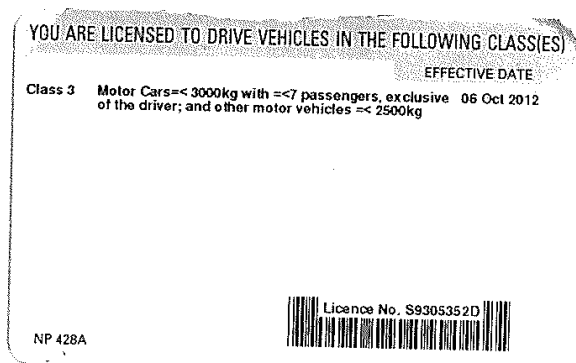 YOU ARE LICENSED TO DRIVE VEHICLES IN THE FOLLOWING CLASS(ES)
EFFECTIVE DATE
Class 3 Motor Cars=< 3000kg with =<7 passengers, exclusive 06 Oct 2012
of the driver; and other motor vehicles =< 2500kg
Licence No. S9305352D
NP 428A